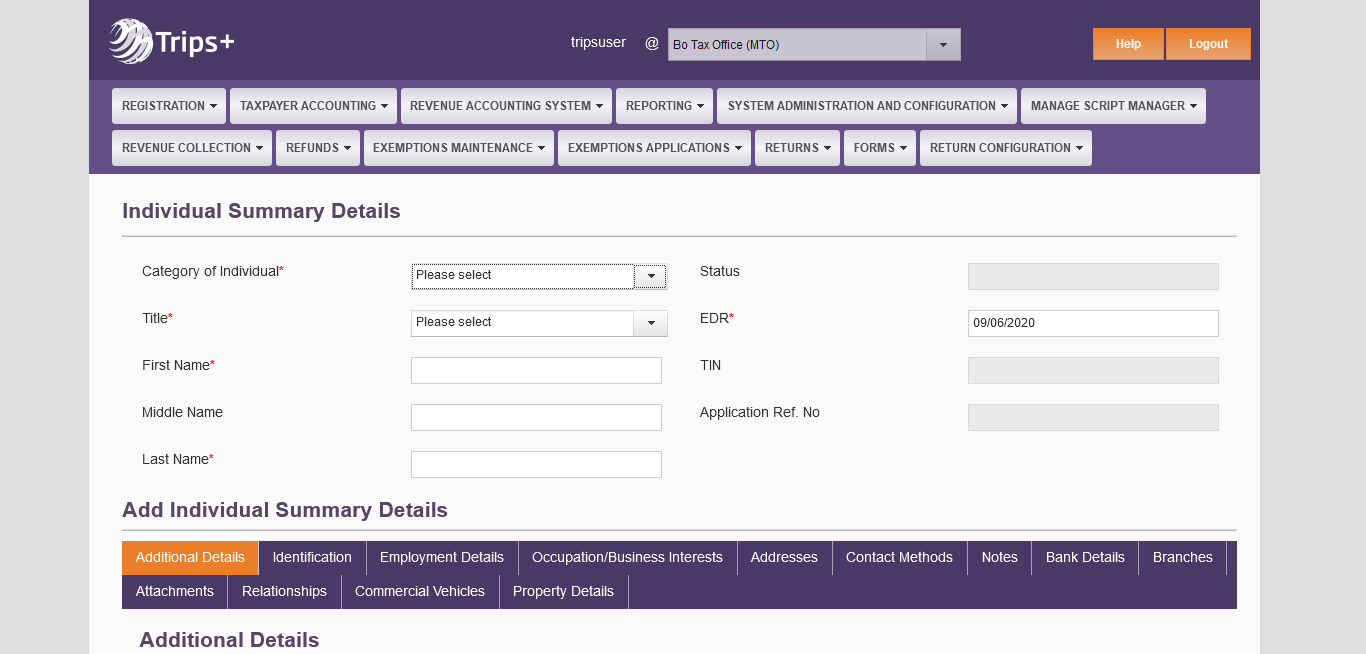 Trips+
tripsuser @ Bo Tax Office (MTO) Help Logout
REGISTRATION TAXPAYER ACCOUNTING REVENUE ACCOUNTING SYSTEM REPORTING SYSTEM ADMINISTRATION AND CONFIGURATION MANAGE SCRIPT MANAGER
REVENUE COLLECTION REFUNDS EXEMPTIONS MAINTENANCE EXEMPTIONS APPLICATIONS RETURNS FORMS RETURN CONFIGURATION
Individual Summary Details
Category of Individual* Please select Status
Title* Please select EDR* 09/06/2020
First Name* TIN
Middle Name Application Ref. No
Last Name*
Add Individual Summary Details
Additional Details Identification Employment Details Occupation/Business Interests Addresses Contact Methods Notes Bank Details Branches
Attachments Relationships Commercial Vehicles Property Details
Additional Details